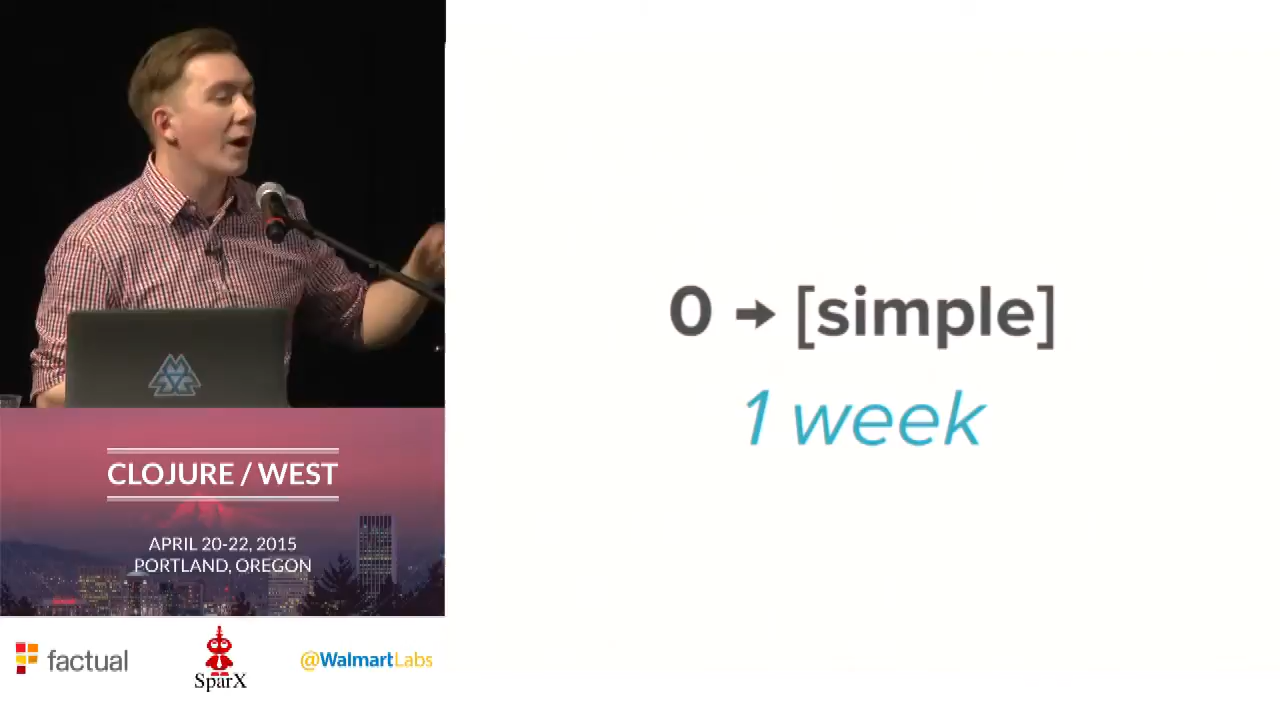 CLOJURE / WEST
APRIL 20-22, 2015
PORTLAND, OREGON
factual
SparX
@WalmartLabs
0 → [simple]
1 week